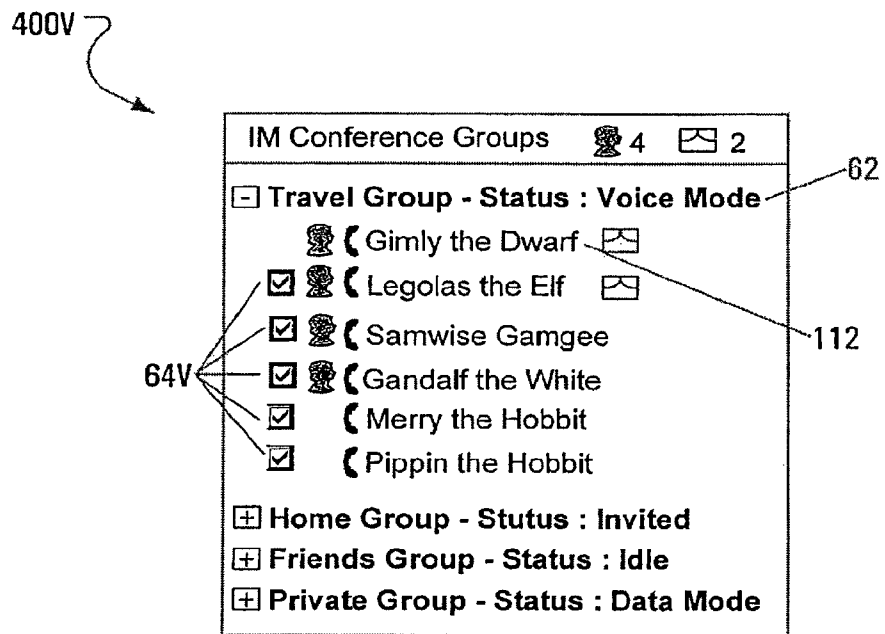 400V
IM Conference Groups 4 2
62
Travel Group - Status : Voice Mode
Gimly the Dwarf
Legolas the Elf
112
Samwise Gamgee
64V
Gandalf the White
Merry the Hobbit
Pippin the Hobbit
Home Group - Stutus : Invited
Friends Group - Status : Idle
Private Group - Status : Data Mode